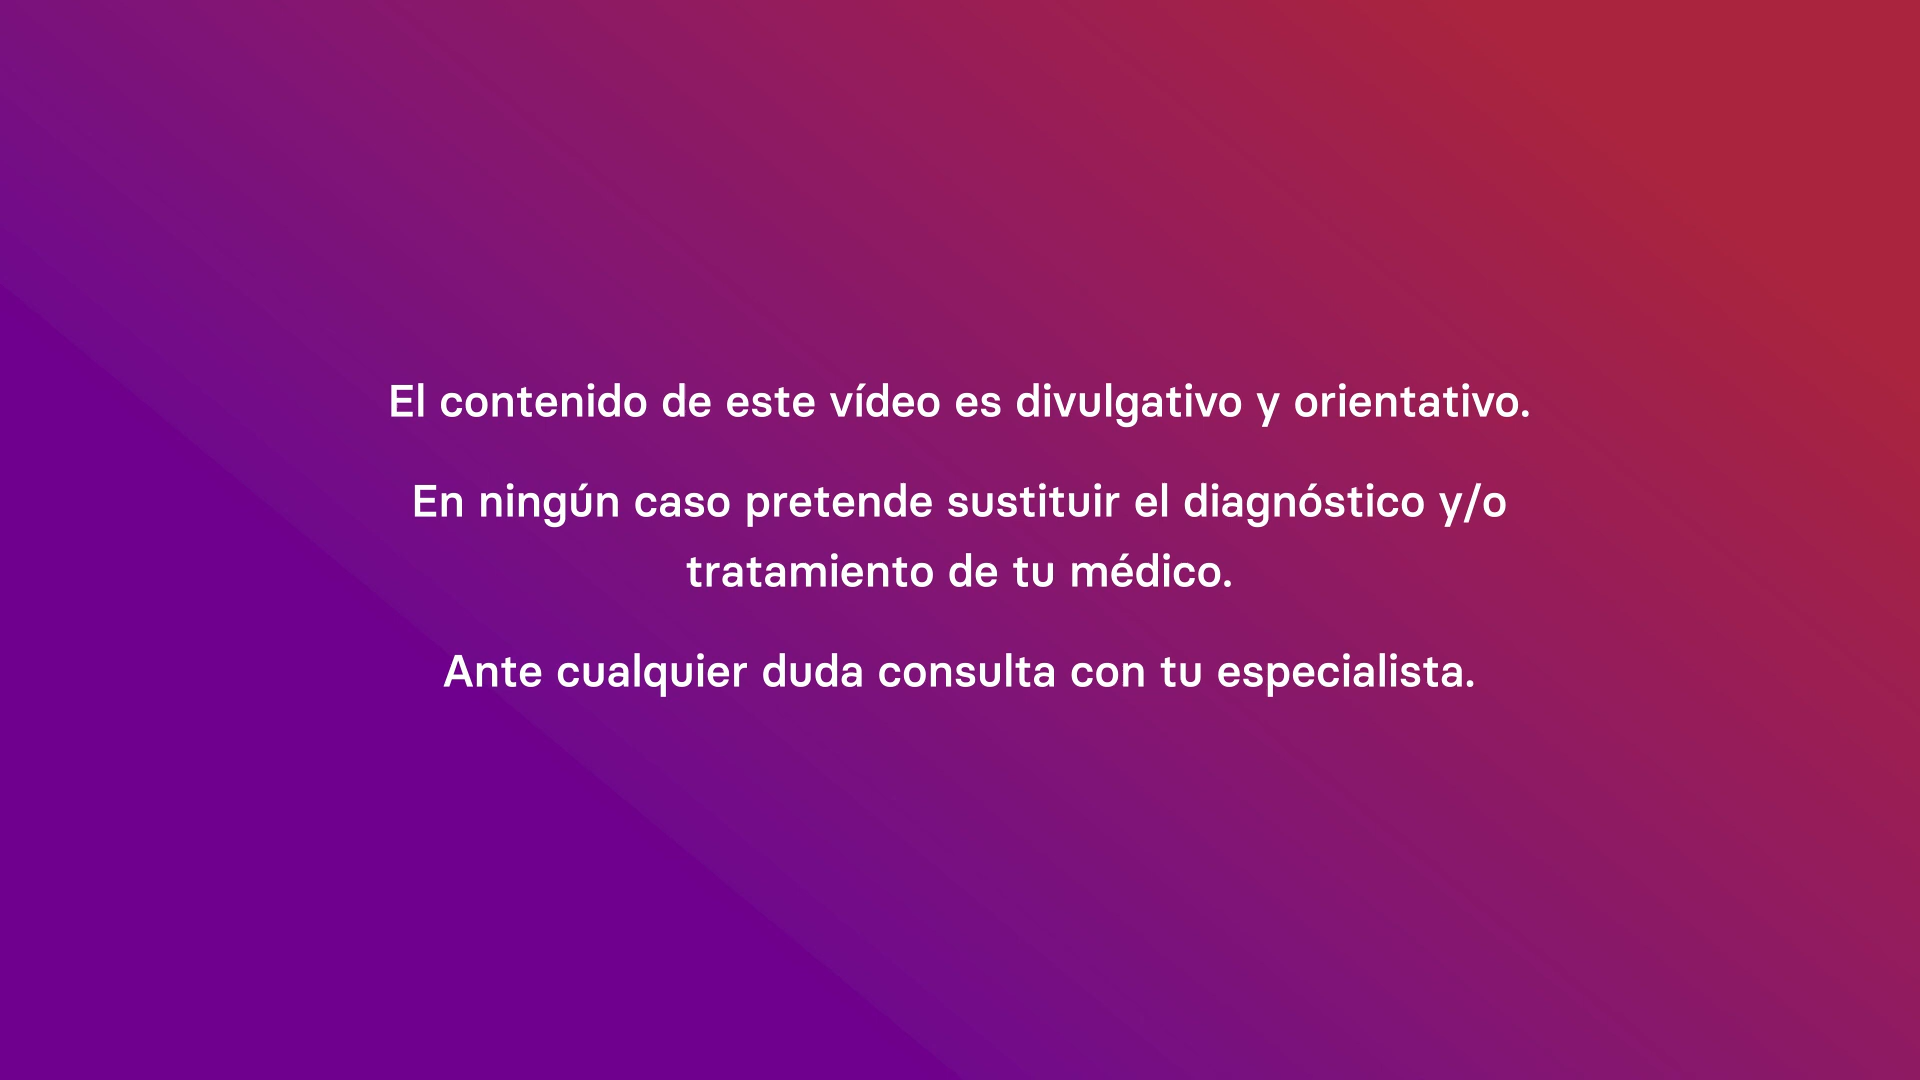 El contenido de este vídeo es divulgativo y orientativo.
En ningún caso pretende sustituir el diagnóstico y/o
tratamiento de tu médico.
Ante cualquier duda consulta con tu especialista.